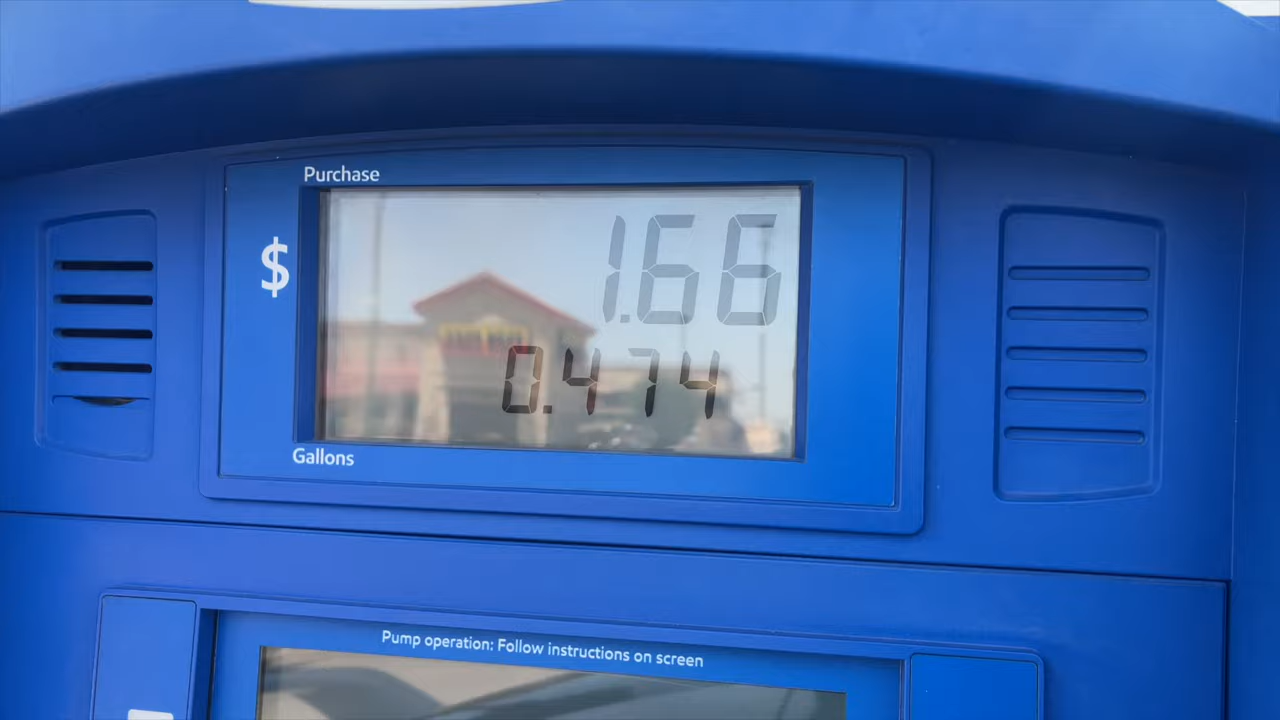 Purchase
$ 1.66
0.474
Gallons
Pump operation: Follow instructions on screen